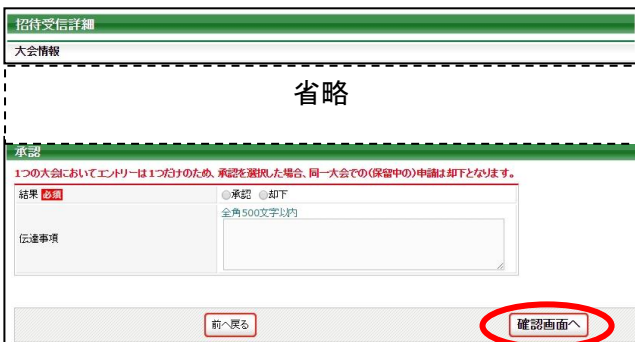 招待受信詳細
大会情報
省略
承認
1つの大会においてエントリーは1つだけのため、承認を選択した場合、同一大会での(保留中の)申請は却下となります。
結果 必須 承認 却下
全角500文字以内
伝達事項
前へ戻る 確認画面へ